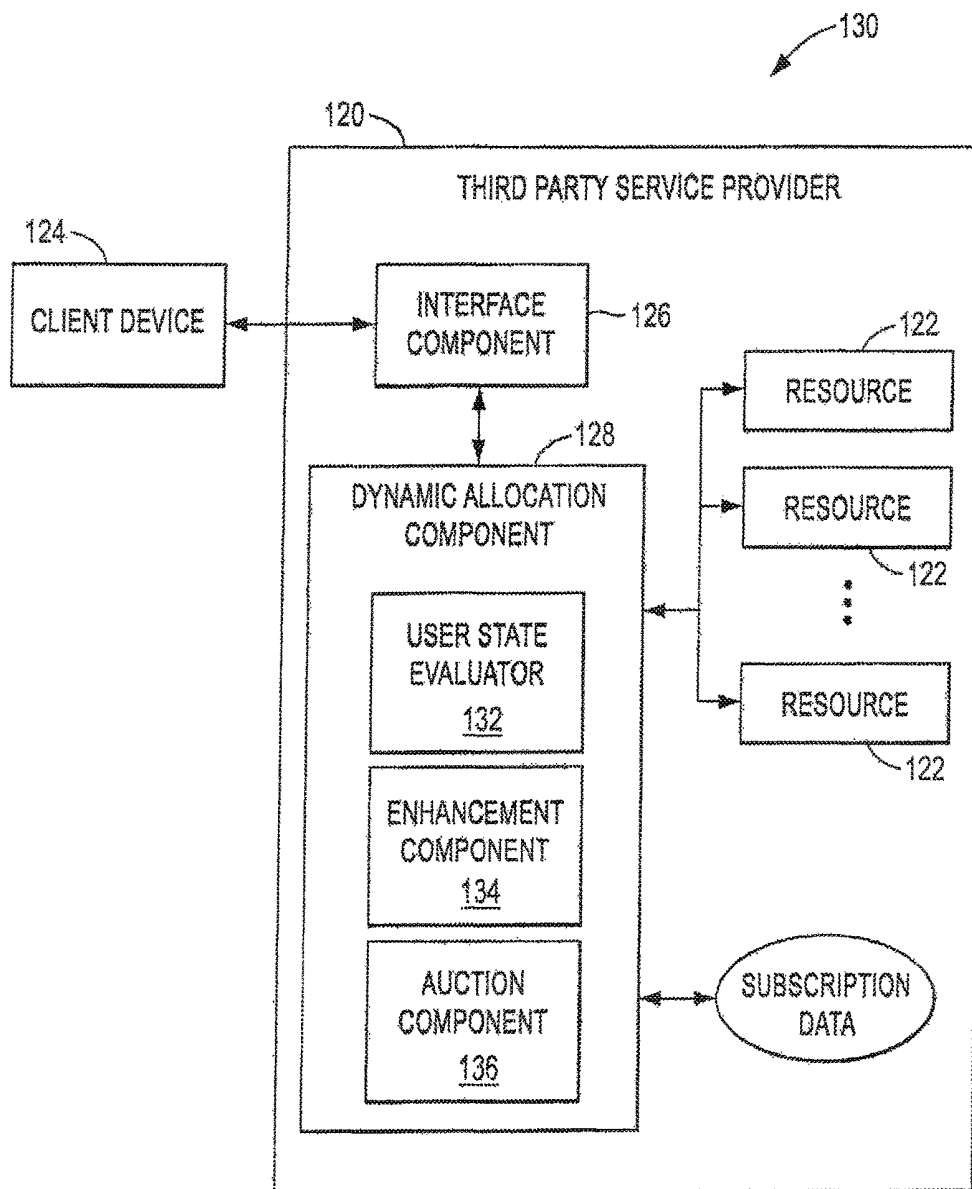 130
120
THIRD PARTY SERVICE PROVIDER
124
CLIENT DEVICE
INTERFACE
COMPONENT
126
122
RESOURCE
128
DYNAMIC ALLOCATION
COMPONENT
RESOURCE
122
USER STATE
EVALUATOR
132
RESOURCE
122
ENHANCEMENT
COMPONENT
134
AUCTION
COMPONENT
136
SUBSCRIPTION
DATA